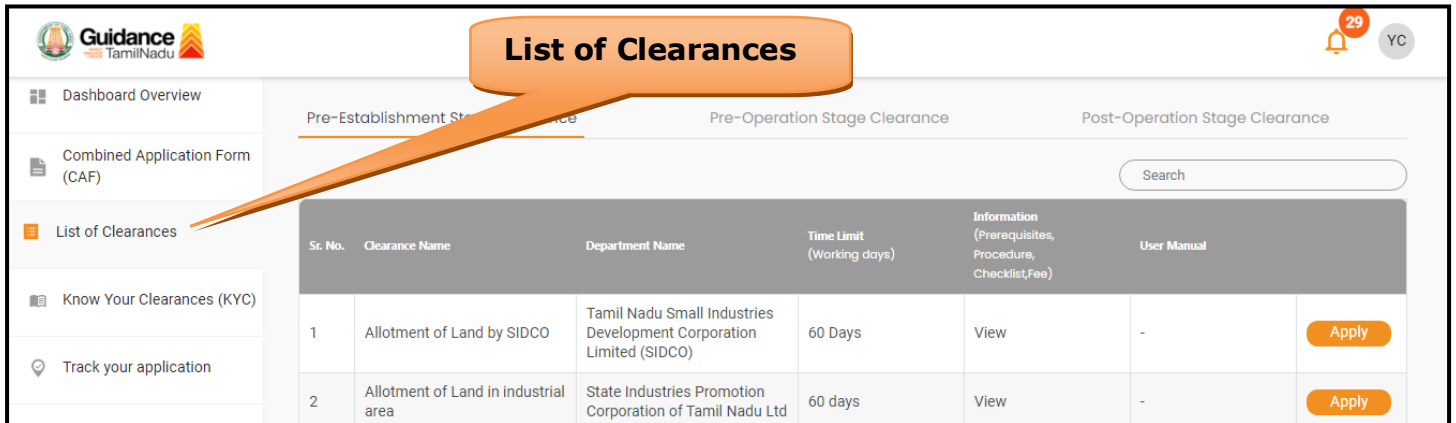 Guidance
TamilNadu
List of Clearances
29
YC
Dashboard Overview
Combined Application Form
(CAF)
List of Clearances
Know Your Clearances (KYC)
Track your application
Pre-Establishment St
Pre-Operation Stage Clearance
Post-Operation Stage Clearance
Search
Sr. No.
Clearance Name
Department Name
Time Limit
(Working days)
Information
(Prerequisites,
Procedure,
Checklist,Fee)
User Manual
1
Allotment of Land by SIDCO
Tamil Nadu Small Industries
Development Corporation
Limited (SIDCO)
60 Days
View
-
Apply
2
Allotment of Land in industrial
area
State Industries Promotion
Corporation of Tamil Nadu Ltd
60 days
View
-
Apply